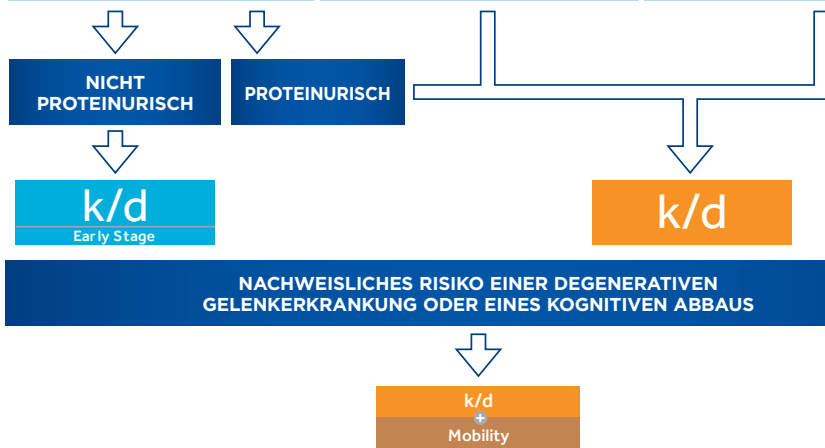 NICHT
PROTEINURISCH
PROTEINURISCH
k/d
Early Stage
k/d
NACHWEISLICHES RISIKO EINER DEGENERATIVEN
GELENKERKRANKUNG ODER EINES KOGNITIVEN ABBAUS
k/d
+
Mobility